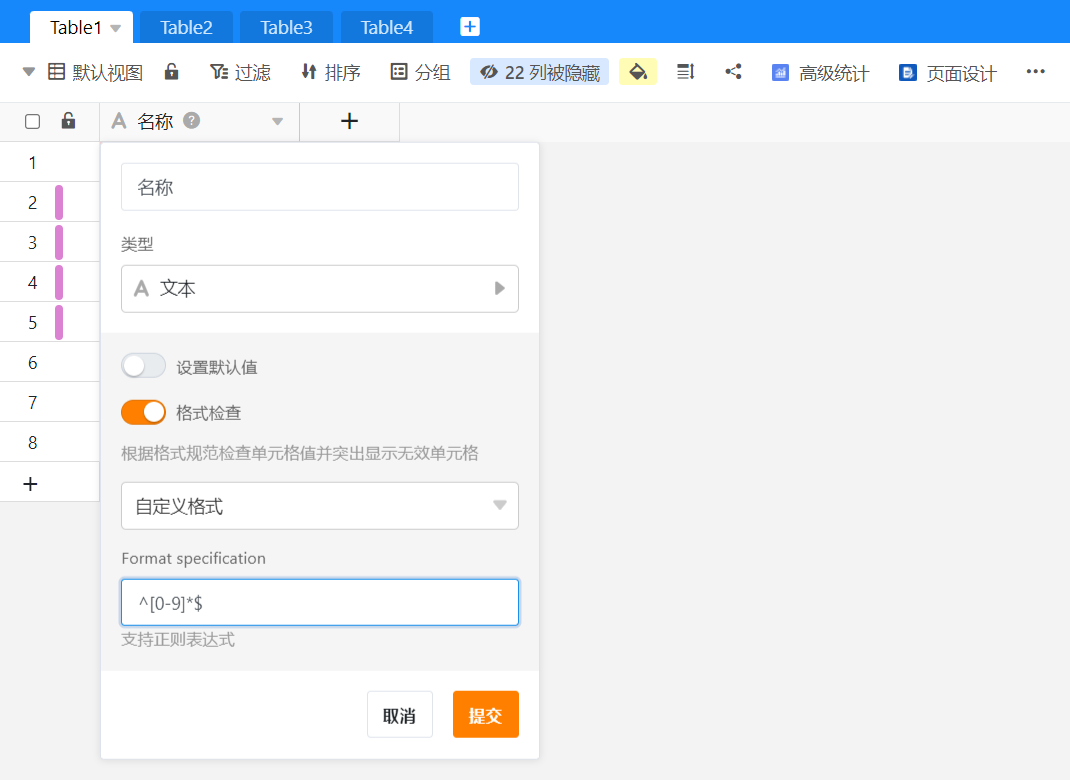 Table1 Table2 Table3 Table4
默认视图 过滤 排序 分组 22 列被隐藏 高级统计 页面设计
A 名称
1
2
3
4
5
6
7
8
名称
类型
A 文本
设置默认值
格式检查
根据格式规范检查单元格值并突出显示无效单元格
自定义格式
Format specification
^[0-9]*$
支持正则表达式
取消 提交